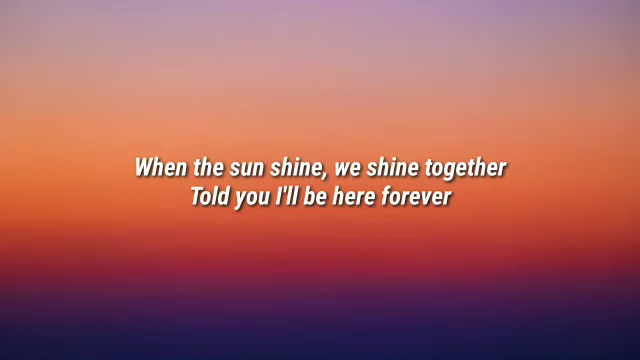 When the sun shine, we shine together
Told you I'll be here forever